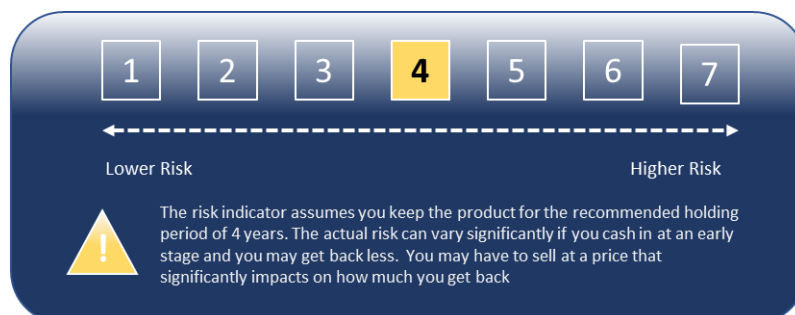 1 2 3 4 5 6 7
Lower Risk Higher Risk
The risk indicator assumes you keep the product for the recommended holding
period of 4 years. The actual risk can vary significantly if you cash in at an early
stage and you may get back less.  You may have to sell at a price that
significantly impacts on how much you get back
!